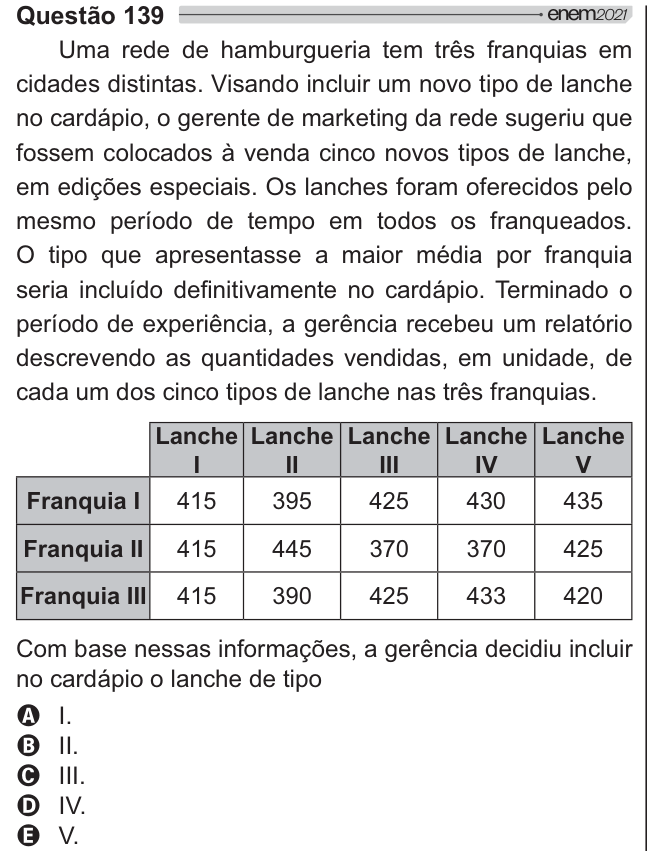 Questão 139 enem2021
Uma rede de hamburgueria tem três franquias em
cidades distintas. Visando incluir um novo tipo de lanche
no cardápio, o gerente de marketing da rede sugeriu que
fossem colocados à venda cinco novos tipos de lanche,
em edições especiais. Os lanches foram oferecidos pelo
mesmo período de tempo em todos os franqueados.
O tipo que apresentasse a maior média por franquia
seria incluído definitivamente no cardápio. Terminado o
período de experiência, a gerência recebeu um relatório
descrevendo as quantidades vendidas, em unidade, de
cada um dos cinco tipos de lanche nas três franquias.
Lanche Lanche Lanche Lanche Lanche
I II III IV V
Franquia I 415 395 425 430 435
Franquia II 415 445 370 370 425
Franquia III 415 390 425 433 420
Com base nessas informações, a gerência decidiu incluir
no cardápio o lanche de tipo
A I.
B II.
C III.
D IV.
E V.